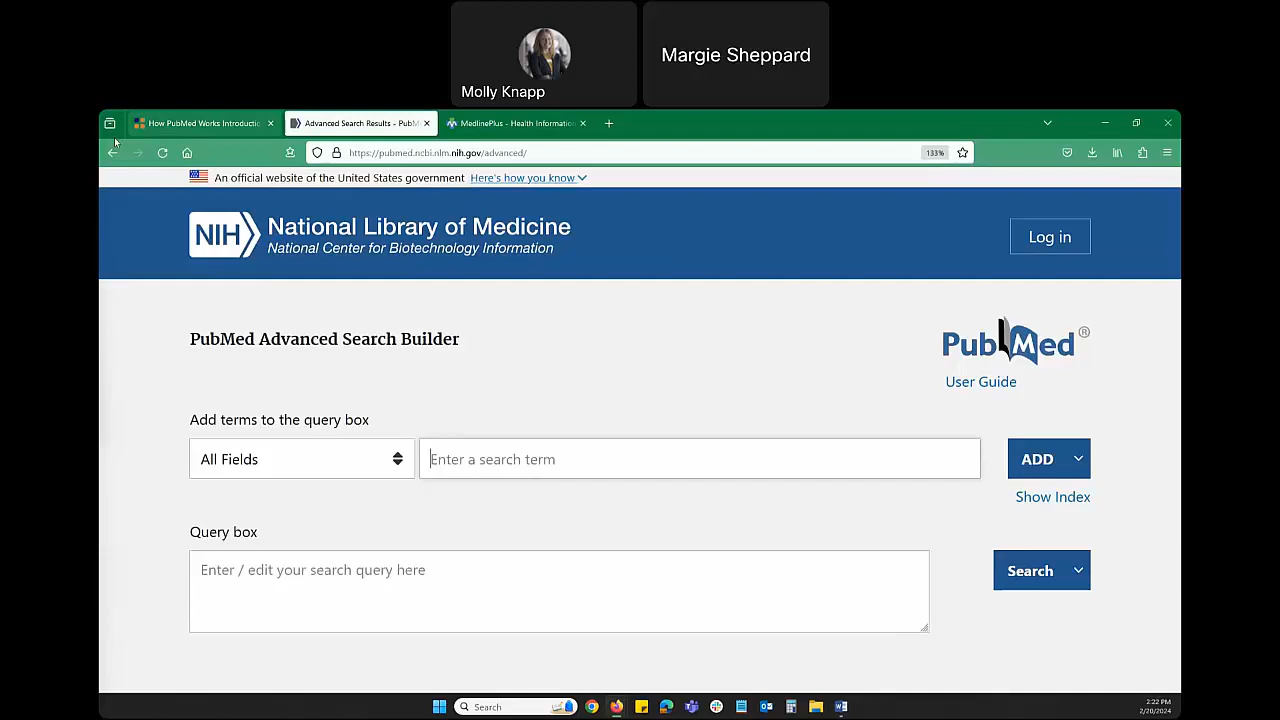 Molly Knapp
Margie Sheppard
How PubMed Works Introductic
Advanced Search Results - PubM
MedlinePlus - Health Information
https://pubmed.ncbi.nlm.nih.gov/advanced/
133%
An official website of the United States government Here's how you know
NIH National Library of Medicine
National Center for Biotechnology Information
Log in
PubMed Advanced Search Builder
PubMed®
User Guide
Add terms to the query box
All Fields
Enter a search term
ADD
Show Index
Query box
Enter / edit your search query here
Search
Search
2:22 PM
2/20/2024